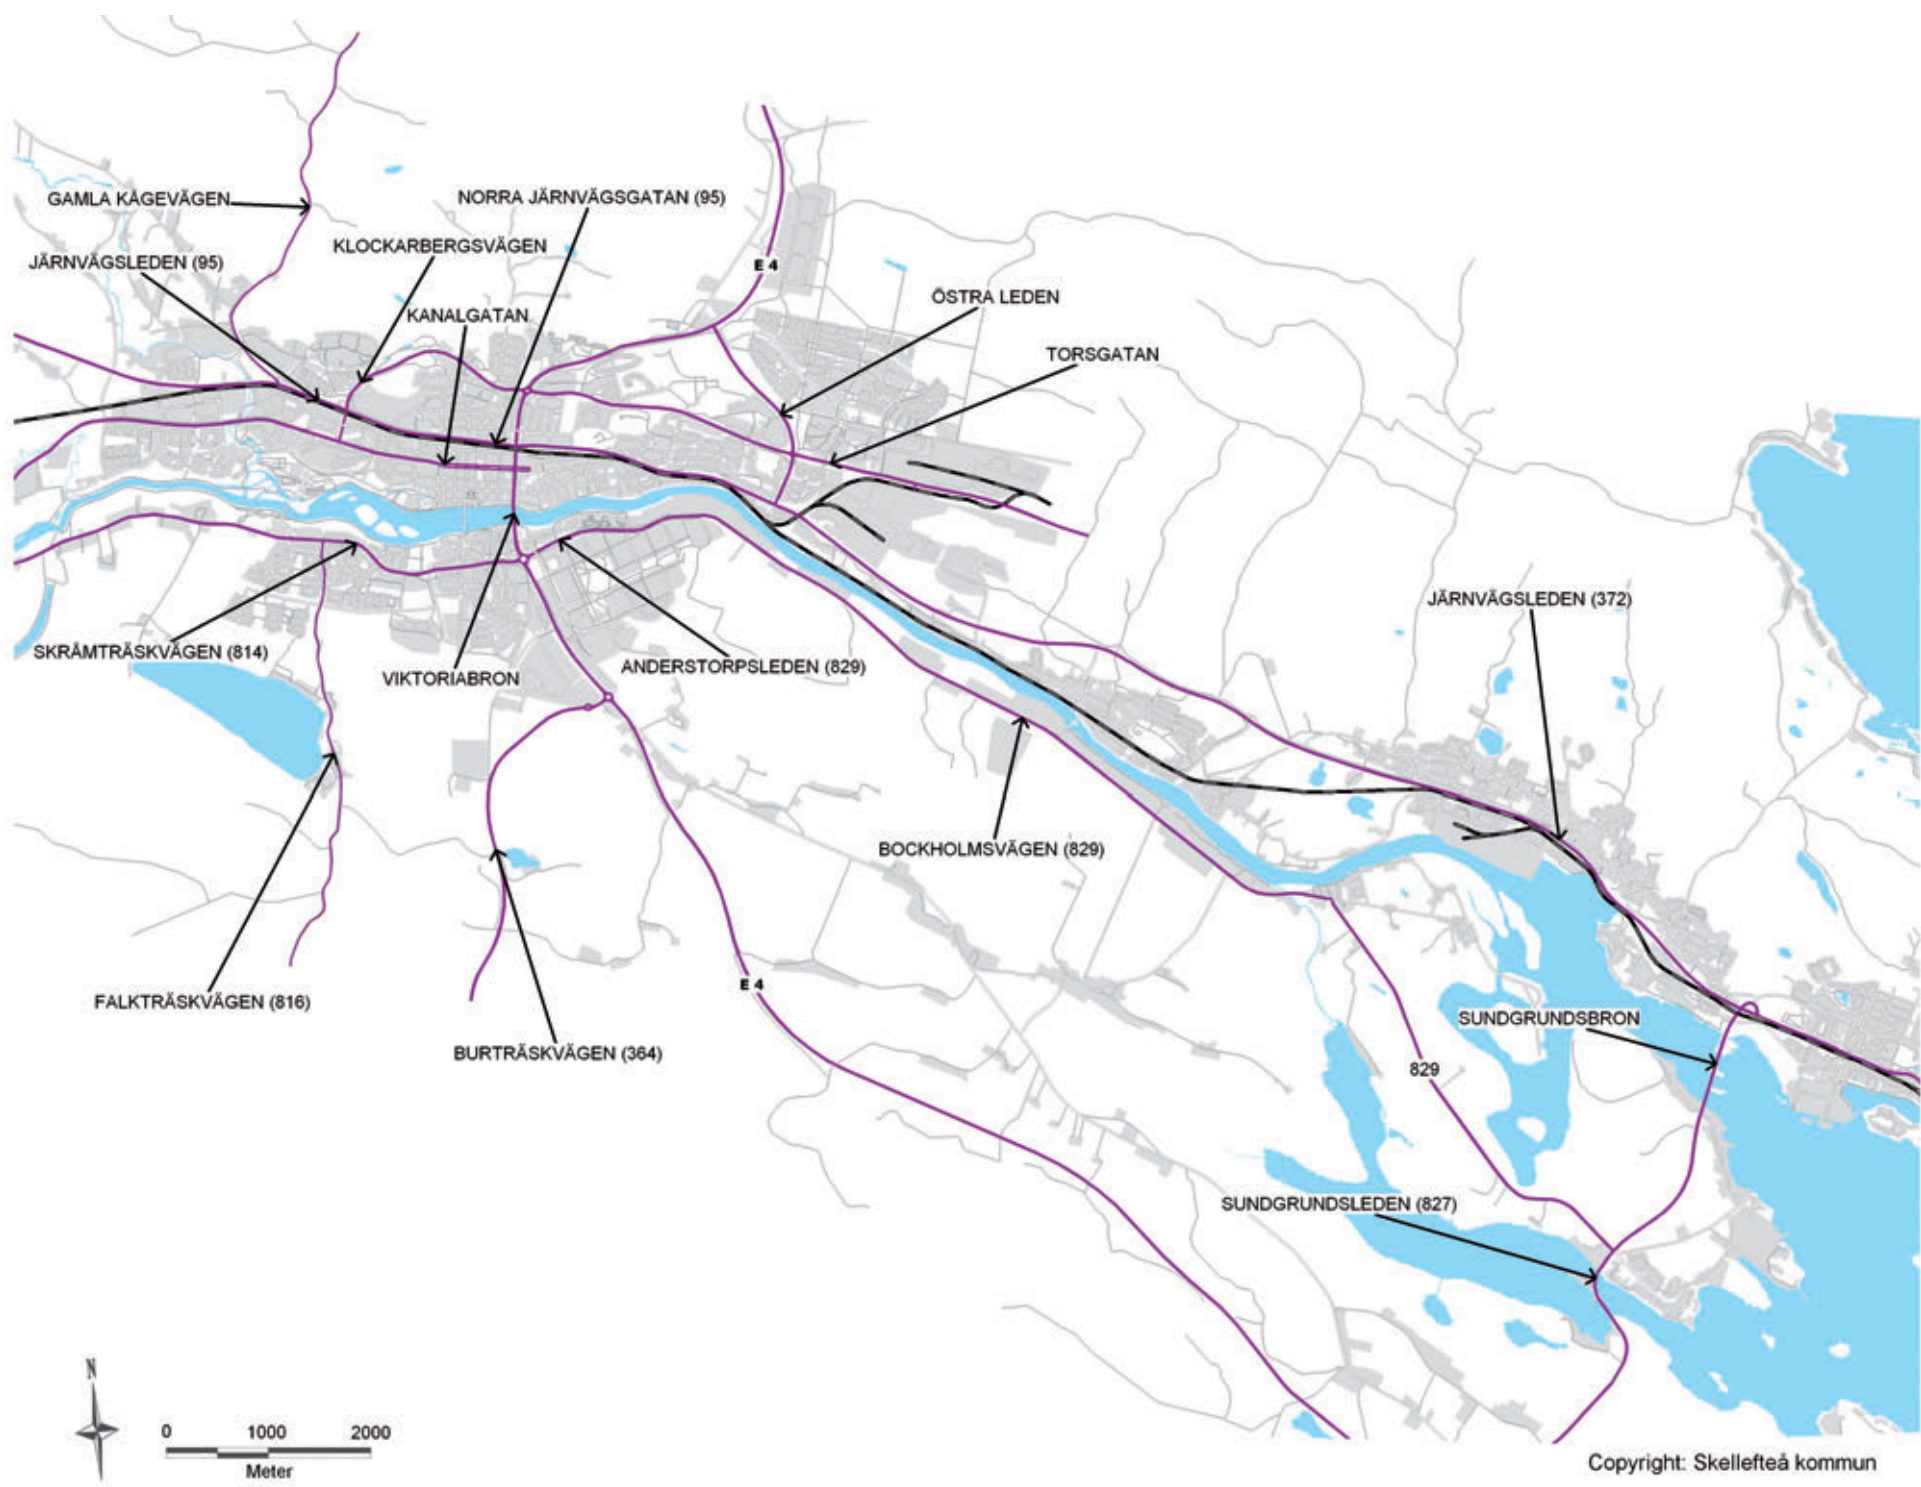 NORRA JÄRNVÄGSGATAN (95)
GAMLA KÅGEVÄGEN
KLOCKARBERGSVÄGEN
JÄRNVÄGSLEDEN (95)
E 4
ÖSTRA LEDEN
KANALGATAN
TORSGATAN
JÄRNVÄGSLEDEN (372)
SKRÅMTRÄSKVÄGEN (814)
ANDERSTORPSLEDEN (829)
VIKTORIABRON
BOCKHOLMSVÄGEN (829)
E 4
FALKTRÄSKVÄGEN (816)
SUNDGRUNDSBRON
BURTRÄSKVÄGEN (364)
829
SUNDGRUNDSLEDEN (827)
N
0 1000 2000
Meter
Copyright: Skellefteå kommun